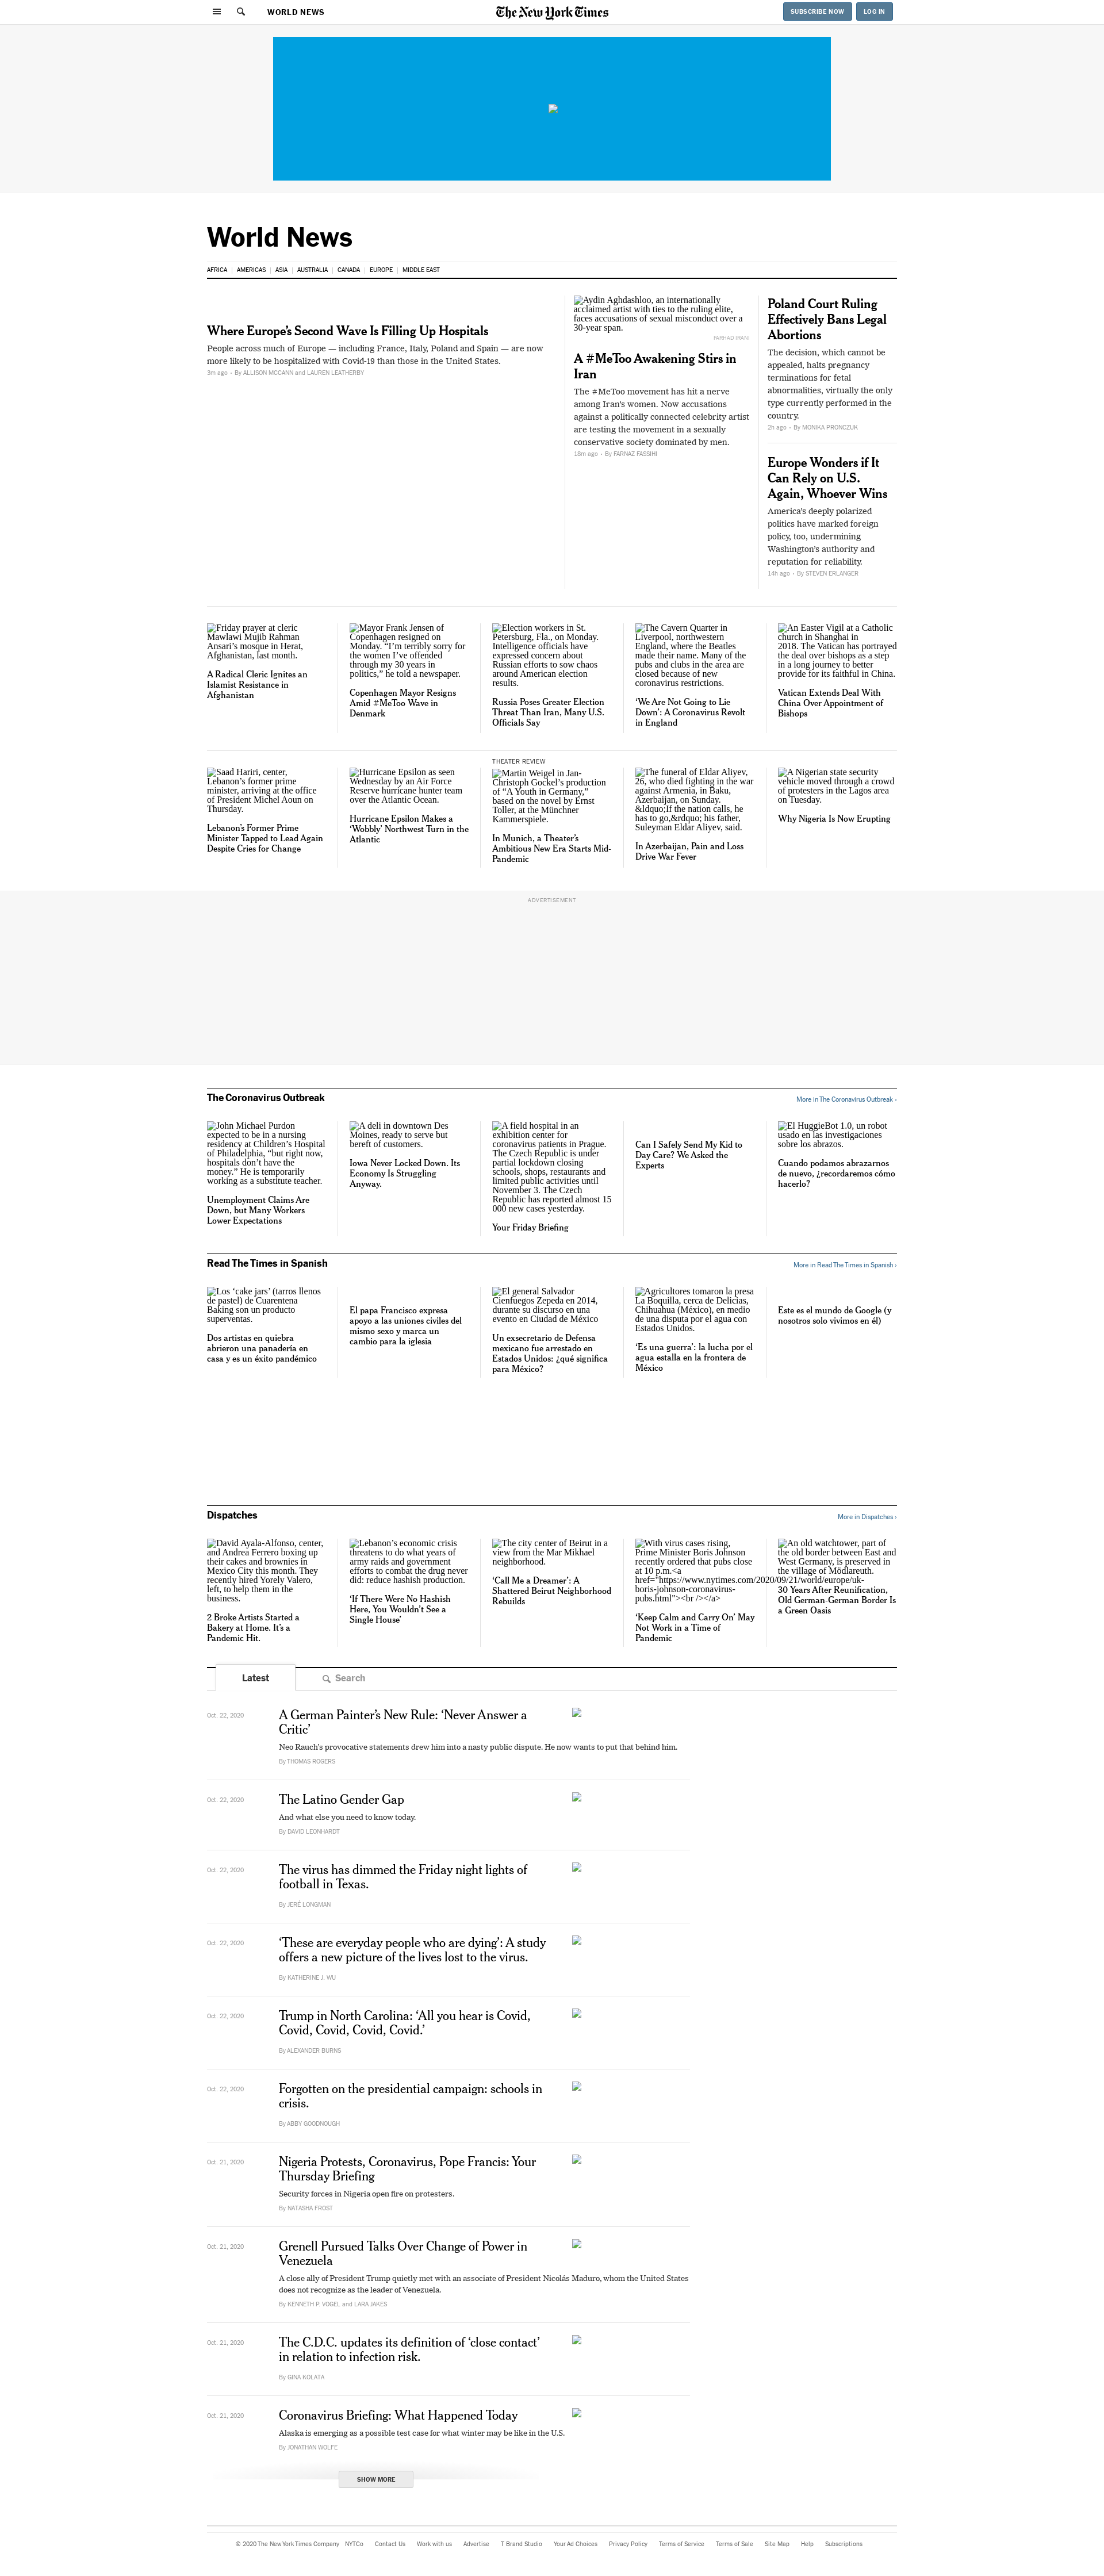 WORLD NEWS
The New York Times
SUBSCRIBE NOW
LOG IN
World News
AFRICA
AMERICAS
ASIA
AUSTRALIA
CANADA
EUROPE
MIDDLE EAST
Where Europe’s Second Wave Is Filling Up Hospitals
People across much of Europe — including France, Italy, Poland and Spain — are now
more likely to be hospitalized with Covid-19 than those in the United States.
3m ago - By ALLISON MCCANN and LAUREN LEATHERBY
Aydin Aghdashloo, an internationally
acclaimed artist with ties to the ruling elite,
faces accusations of sexual misconduct over a
30-year span.
FARHAD IRANI
A #MeToo Awakening Stirs in
Iran
The #MeToo movement has hit a nerve
among Iran’s women. Now accusations
against a politically connected celebrity artist
are testing the movement in a sexually
conservative society dominated by men.
18m ago - By FARNAZ FASSIHI
Poland Court Ruling
Effectively Bans Legal
Abortions
The decision, which cannot be
appealed, halts pregnancy
terminations for fetal
abnormalities, virtually the only
type currently performed in the
country.
2h ago - By MONIKA PRONCZUK
Europe Wonders if It
Can Rely on U.S.
Again, Whoever Wins
America’s deeply polarized
politics have marked foreign
policy, too, undermining
Washington’s authority and
reputation for reliability.
14h ago - By STEVEN ERLANGER
Friday prayer at cleric
Mawlawi Mujib Rahman
Ansari’s mosque in Herat,
Afghanistan, last month.
A Radical Cleric Ignites an
Islamist Resistance in
Afghanistan
Mayor Frank Jensen of
Copenhagen resigned on
Monday. “I’m terribly sorry for
the women I’ve offended
through my 30 years in
politics,” he told a newspaper.
Copenhagen Mayor Resigns
Amid #MeToo Wave in
Denmark
Election workers in St.
Petersburg, Fla., on Monday.
Intelligence officials have
expressed concern about
Russian efforts to sow chaos
around American election
results.
Russia Poses Greater Election
Threat Than Iran, Many U.S.
Officials Say
The Cavern Quarter in
Liverpool, northwestern
England, where the Beatles
made their name. Many of the
pubs and clubs in the area are
closed because of new
coronavirus restrictions.
‘We Are Not Going to Lie
Down’: A Coronavirus Revolt
in England
An Easter Vigil at a Catholic
church in Shanghai in
2018. The Vatican has portrayed
the deal over bishops as a step
in a long journey to better
provide for its faithful in China.
Vatican Extends Deal With
China Over Appointment of
Bishops
Saad Hariri, center,
Lebanon’s former prime
minister, arriving at the office
of President Michel Aoun on
Thursday.
Lebanon’s Former Prime
Minister Tapped to Lead Again
Despite Cries for Change
Hurricane Epsilon as seen
Wednesday by an Air Force
Reserve hurricane hunter team
over the Atlantic Ocean.
Hurricane Epsilon Makes a
‘Wobbly’ Northwest Turn in the
Atlantic
THEATER REVIEW
Martin Weigel in Jan-
Christoph Gockel’s production
of “A Youth in Germany,”
based on the novel by Ernst
Toller, at the Münchner
Kammerspiele.
In Munich, a Theater’s
Ambitious New Era Starts Mid-
Pandemic
The funeral of Eldar Aliyev,
26, who died fighting in the war
against Armenia, in Baku,
Azerbaijan, on Sunday.
&ldquo;If the nation calls, he
has to go,&rdquo; his father,
Suleyman Eldar Aliyev, said.
In Azerbaijan, Pain and Loss
Drive War Fever
A Nigerian state security
vehicle moved through a crowd
of protesters in the Lagos area
on Tuesday.
Why Nigeria Is Now Erupting
ADVERTISEMENT
The Coronavirus Outbreak
More in The Coronavirus Outbreak ›
John Michael Purdon
expected to be in a nursing
residency at Children’s Hospital
of Philadelphia, “but right now,
hospitals don’t have the
money.” He is temporarily
working as a substitute teacher.
Unemployment Claims Are
Down, but Many Workers
Lower Expectations
A deli in downtown Des
Moines, ready to serve but
bereft of customers.
Iowa Never Locked Down. Its
Economy Is Struggling
Anyway.
A field hospital in an
exhibition center for
coronavirus patients in Prague.
The Czech Republic is under
partial lockdown closing
schools, shops, restaurants and
limited public activities until
November 3. The Czech
Republic has reported almost 15
000 new cases yesterday.
Your Friday Briefing
Can I Safely Send My Kid to
Day Care? We Asked the
Experts
El HuggieBot 1.0, un robot
usado en las investigaciones
sobre los abrazos.
Cuando podamos abrazarnos
de nuevo, ¿recordaremos cómo
hacerlo?
Read The Times in Spanish
More in Read The Times in Spanish ›
Los ‘cake jars’ (tarros llenos
de pastel) de Cuarentena
Baking son un producto
superventas.
Dos artistas en quiebra
abrieron una panadería en
casa y es un éxito pandémico
El papa Francisco expresa
apoyo a las uniones civiles del
mismo sexo y marca un
cambio para la iglesia
El general Salvador
Cienfuegos Zepeda en 2014,
durante su discurso en una
evento en Ciudad de México
Un exsecretario de Defensa
mexicano fue arrestado en
Estados Unidos: ¿qué significa
para México?
Agricultores tomaron la presa
La Boquilla, cerca de Delicias,
Chihuahua (México), en medio
de una disputa por el agua con
Estados Unidos.
‘Es una guerra’: la lucha por el
agua estalla en la frontera de
México
Este es el mundo de Google (y
nosotros solo vivimos en él)
Dispatches
More in Dispatches ›
David Ayala-Alfonso, center,
and Andrea Ferrero boxing up
their cakes and brownies in
Mexico City this month. They
recently hired Yorely Valero,
left, to help them in the
business.
2 Broke Artists Started a
Bakery at Home. It’s a
Pandemic Hit.
Lebanon’s economic crisis
threatens to do what years of
army raids and government
efforts to combat the drug never
did: reduce hashish production.
‘If There Were No Hashish
Here, You Wouldn’t See a
Single House’
The city center of Beirut in a
view from the Mar Mikhael
neighborhood.
‘Call Me a Dreamer’: A
Shattered Beirut Neighborhood
Rebuilds
With virus cases rising,
Prime Minister Boris Johnson
recently ordered that pubs close
at 10 p.m.<a
href="https://www.nytimes.com/2020/09/21/world/europe/uk-
boris-johnson-coronavirus-
pubs.html"><br /></a>
‘Keep Calm and Carry On’ May
Not Work in a Time of
Pandemic
An old watchtower, part of
the old border between East and
West Germany, is preserved in
the village of Mödlareuth.
30 Years After Reunification,
Old German-German Border Is
a Green Oasis
Latest
Search
Oct. 22, 2020
A German Painter’s New Rule: ‘Never Answer a
Critic’
Neo Rauch’s provocative statements drew him into a nasty public dispute. He now wants to put that behind him.
By THOMAS ROGERS
Oct. 22, 2020
The Latino Gender Gap
And what else you need to know today.
By DAVID LEONHARDT
Oct. 22, 2020
The virus has dimmed the Friday night lights of
football in Texas.
By JERÉ LONGMAN
Oct. 22, 2020
‘These are everyday people who are dying’: A study
offers a new picture of the lives lost to the virus.
By KATHERINE J. WU
Oct. 22, 2020
Trump in North Carolina: ‘All you hear is Covid,
Covid, Covid, Covid, Covid.’
By ALEXANDER BURNS
Oct. 22, 2020
Forgotten on the presidential campaign: schools in
crisis.
By ABBY GOODNOUGH
Oct. 21, 2020
Nigeria Protests, Coronavirus, Pope Francis: Your
Thursday Briefing
Security forces in Nigeria open fire on protesters.
By NATASHA FROST
Oct. 21, 2020
Grenell Pursued Talks Over Change of Power in
Venezuela
A close ally of President Trump quietly met with an associate of President Nicolás Maduro, whom the United States
does not recognize as the leader of Venezuela.
By KENNETH P. VOGEL and LARA JAKES
Oct. 21, 2020
The C.D.C. updates its definition of ‘close contact’
in relation to infection risk.
By GINA KOLATA
Oct. 21, 2020
Coronavirus Briefing: What Happened Today
Alaska is emerging as a possible test case for what winter may be like in the U.S.
By JONATHAN WOLFE
SHOW MORE
© 2020 The New York Times Company
NYTCo
Contact Us
Work with us
Advertise
T Brand Studio
Your Ad Choices
Privacy Policy
Terms of Service
Terms of Sale
Site Map
Help
Subscriptions